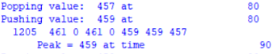 Popping value:  457 at                    80
Pushing value:  459 at                    80
  1205  461 0 461 0 459 459 457
     Peak = 459 at time                      90